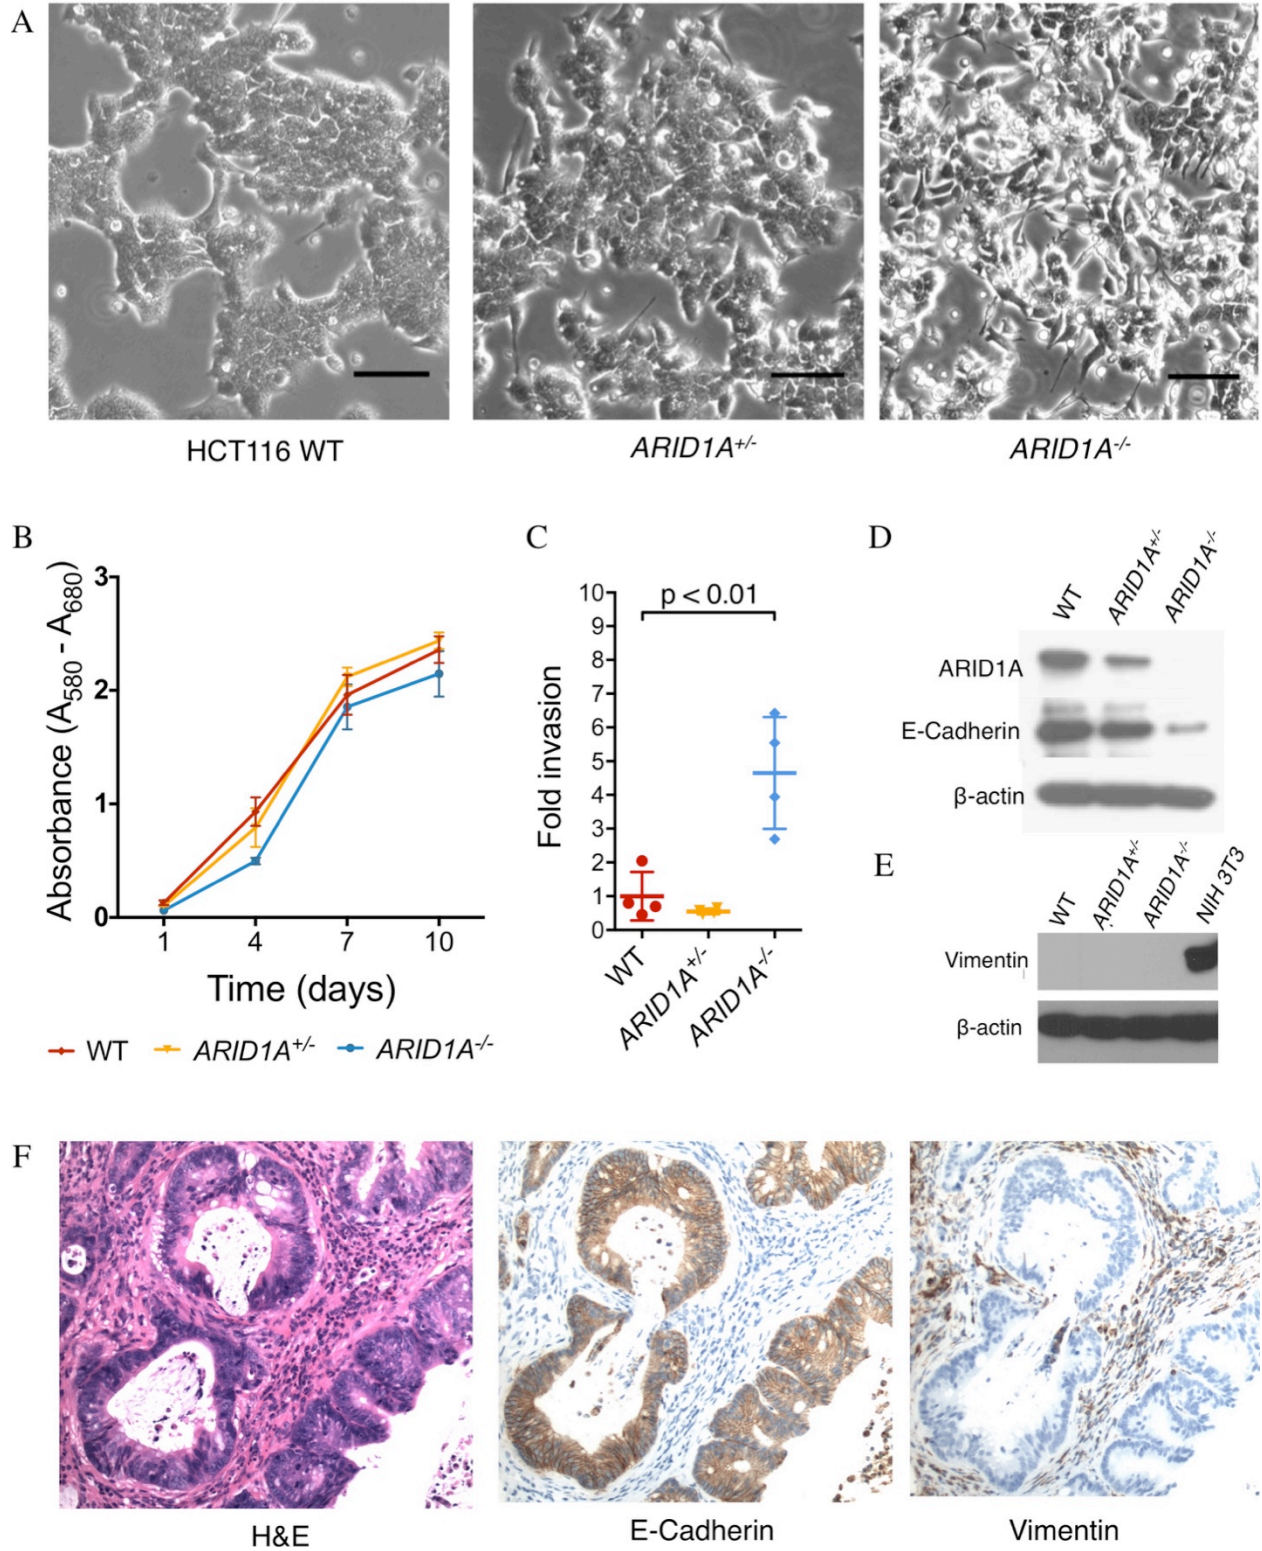 A
HCT116 WT
ARID1A+/-
ARID1A-/-
B
Absorbance (A580 - A680)
3
2
1
0
1 4 7 10
Time (days)
WT ARID1A+/- ARID1A-/-
C
Fold invasion
p < 0.01
10
9
8
7
6
5
4
3
2
1
0
WT
ARID1A+/-
ARID1A-/-
D
WT
ARID1A+/-
ARID1A-/-
ARID1A
E-Cadherin
β-actin
E
WT
ARID1A+/-
ARID1A-/-
NIH 3T3
Vimentin
β-actin
F
H&E
E-Cadherin
Vimentin